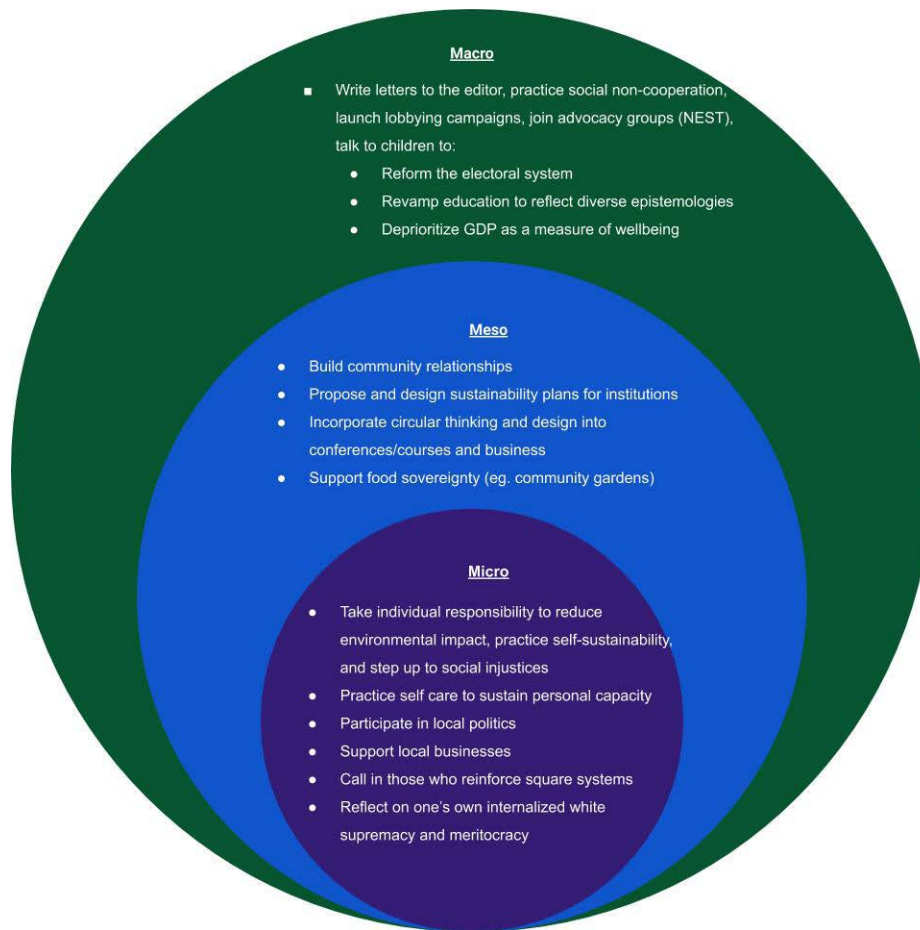 Macro
■ Write letters to the editor, practice social non-cooperation,
launch lobbying campaigns, join advocacy groups (NEST),
talk to children to:
● Reform the electoral system
● Revamp education to reflect diverse epistemologies
● Deprioritize GDP as a measure of wellbeing
Meso
● Build community relationships
● Propose and design sustainability plans for institutions
● Incorporate circular thinking and design into
conferences/courses and business
● Support food sovereignty (eg. community gardens)
Micro
● Take individual responsibility to reduce
environmental impact, practice self-sustainability,
and step up to social injustices
● Practice self care to sustain personal capacity
● Participate in local politics
● Support local businesses
● Call in those who reinforce square systems
● Reflect on one's own internalized white
supremacy and meritocracy